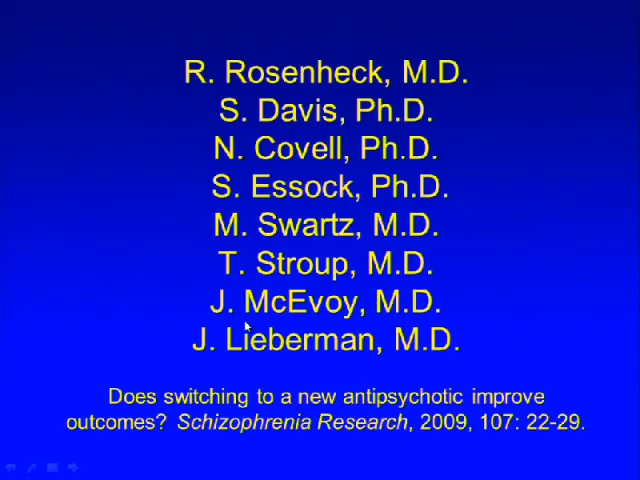 R. Rosenheck, M.D.
S. Davis, Ph.D.
N. Covell, Ph.D.
S. Essock, Ph.D.
M. Swartz, M.D.
T. Stroup, M.D.
J. McEvoy, M.D.
J. Lieberman, M.D.
Does switching to a new antipsychotic improve
outcomes? Schizophrenia Research, 2009, 107: 22-29.